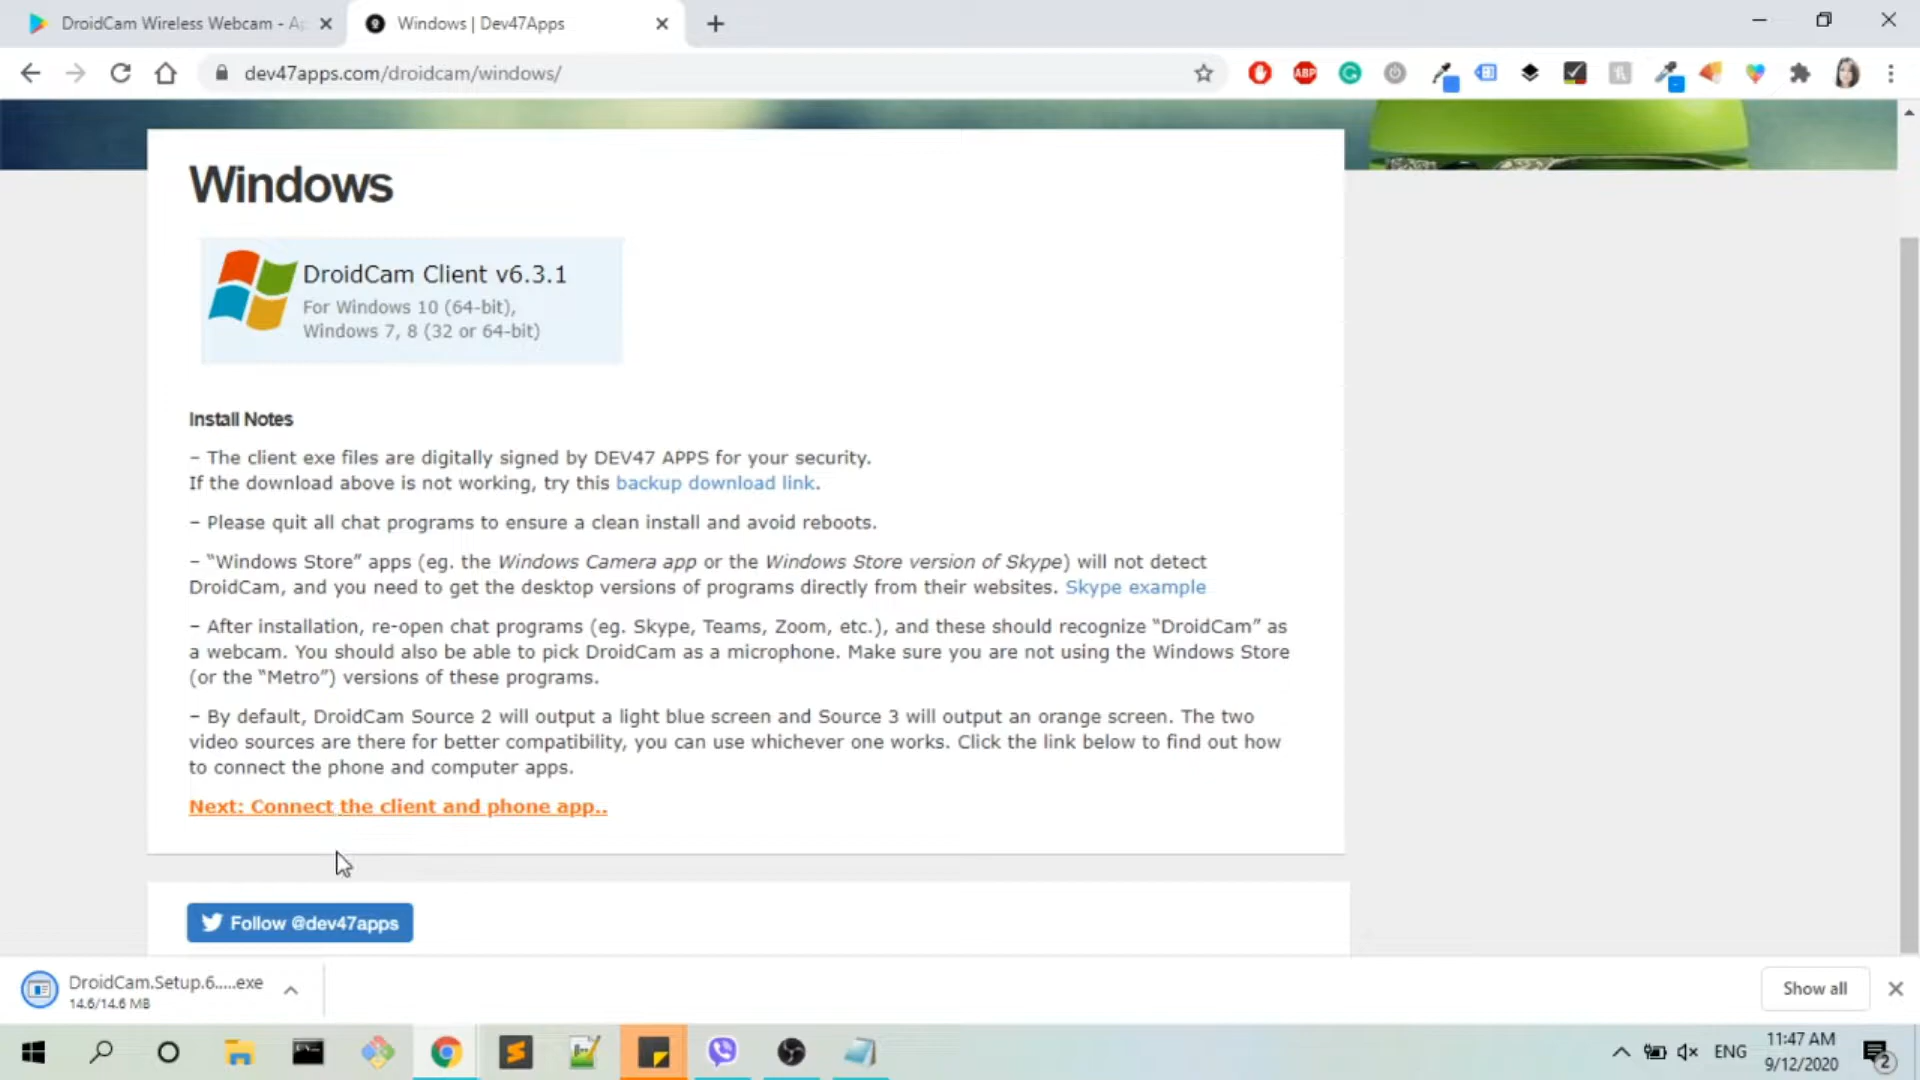 DroidCam Wireless Webcam - Ap
Windows | Dev47Apps
dev47apps.com/droidcam/windows/
ABP
Windows
DroidCam Client v6.3.1
For Windows 10 (64-bit),
Windows 7, 8 (32 or 64-bit)
Install Notes
– The client exe files are digitally signed by DEV47 APPS for your security.
If the download above is not working, try this backup download link.
– Please quit all chat programs to ensure a clean install and avoid reboots.
– “Windows Store” apps (eg. the Windows Camera app or the Windows Store version of Skype) will not detect
DroidCam, and you need to get the desktop versions of programs directly from their websites. Skype example
– After installation, re-open chat programs (eg. Skype, Teams, Zoom, etc.), and these should recognize “DroidCam” as
a webcam. You should also be able to pick DroidCam as a microphone. Make sure you are not using the Windows Store
(or the “Metro”) versions of these programs.
– By default, DroidCam Source 2 will output a light blue screen and Source 3 will output an orange screen. The two
video sources are there for better compatibility, you can use whichever one works. Click the link below to find out how
to connect the phone and computer apps.
Next: Connect the client and phone app..
Follow @dev47apps
DroidCam.Setup.6.....exe
14.6/14.6 MB
Show all
ENG
11:47 AM
9/12/2020
2